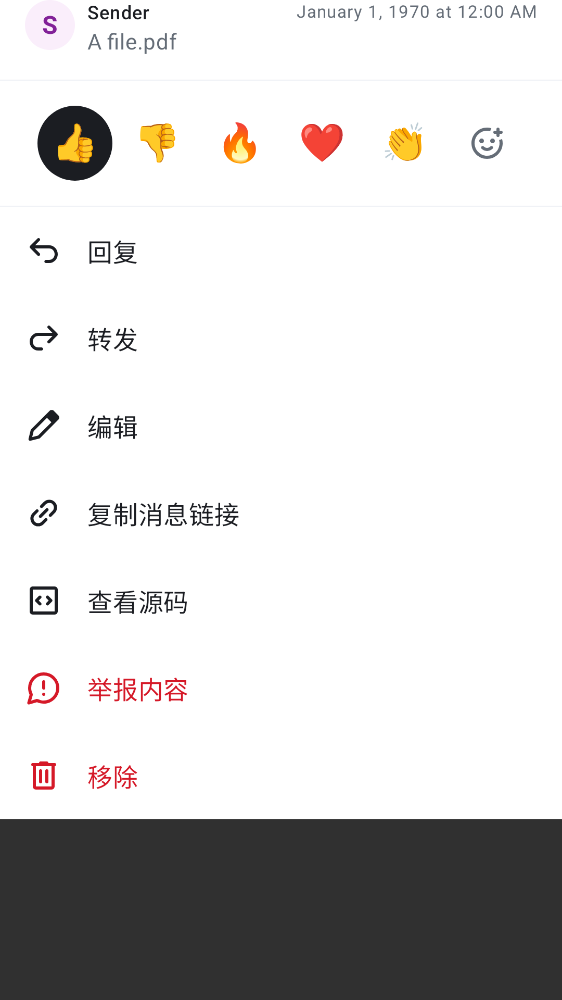 S
Sender
January 1, 1970 at 12:00 AM
A file.pdf
回复
转发
编辑
复制消息链接
查看源码
举报内容
移除